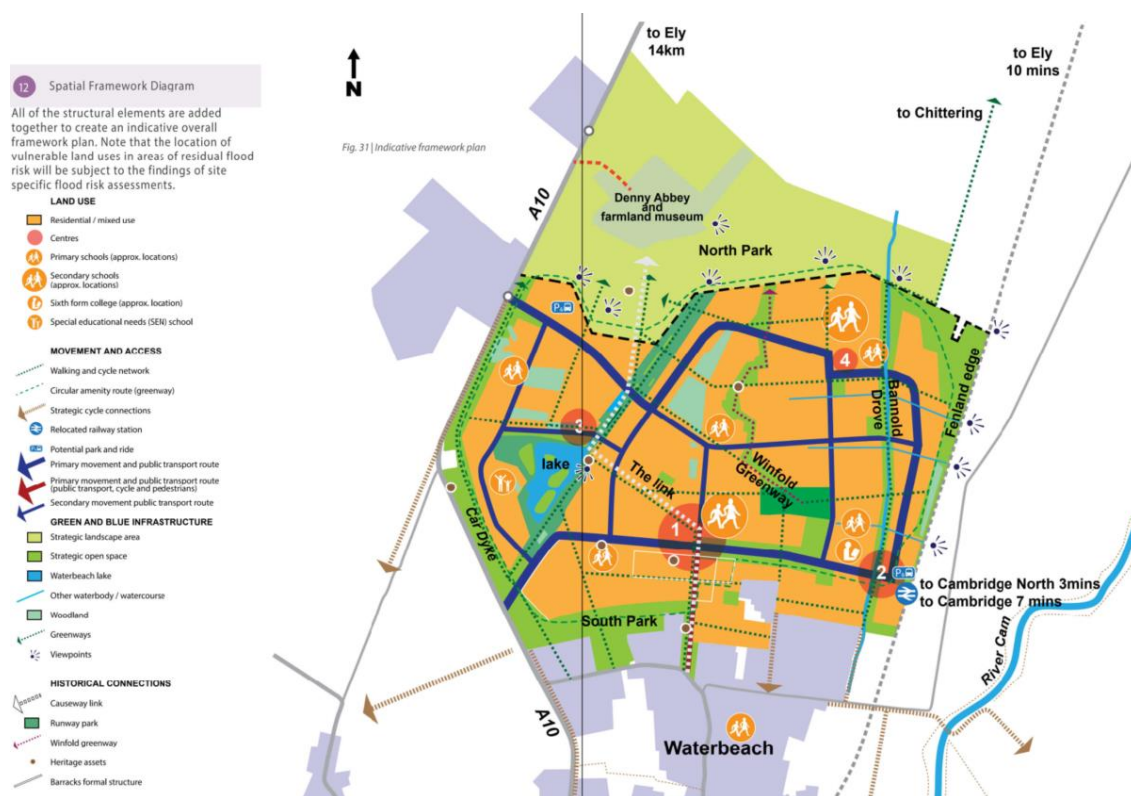 12 Spatial Framework Diagram
All of the structural elements are added
together to create an indicative overall
framework plan. Note that the location of
vulnerable land uses in areas of residual flood
risk will be subject to the findings of site
specific flood risk assessments.
LAND USE
Residential / mixed use
Centres
Primary schools (approx. locations)
Secondary schools
(approx. locations)
Sixth form college (approx. location)
Special educational needs (SEN) school
MOVEMENT AND ACCESS
Walking and cycle network
Circular amenity route (greenway)
Strategic cycle connections
Relocated railway station
Potential park and ride
Primary movement and public transport route
Primary movement and public transport route
(public transport, cycle and pedestrians)
Secondary movement public transport route
GREEN AND BLUE INFRASTRUCTURE
Strategic landscape area
Strategic open space
Waterbeach lake
Other waterbody / watercourse
Woodland
Greenways
Viewpoints
HISTORICAL CONNECTIONS
Causeway link
Runway park
Winfold greenway
Heritage assets
Barracks formal structure
N
Fig. 31 | Indicative framework plan
to Ely
14km
to Ely
10 mins
to Chittering
A10
Denny Abbey
and
farmland museum
North Park
4
Bannold
Drove
Fenland edge
3
lake
The link
Winfold
Greenway
Car Dyke
1
2
to Cambridge North 3mins
to Cambridge 7 mins
South Park
River Cam
A10
Waterbeach